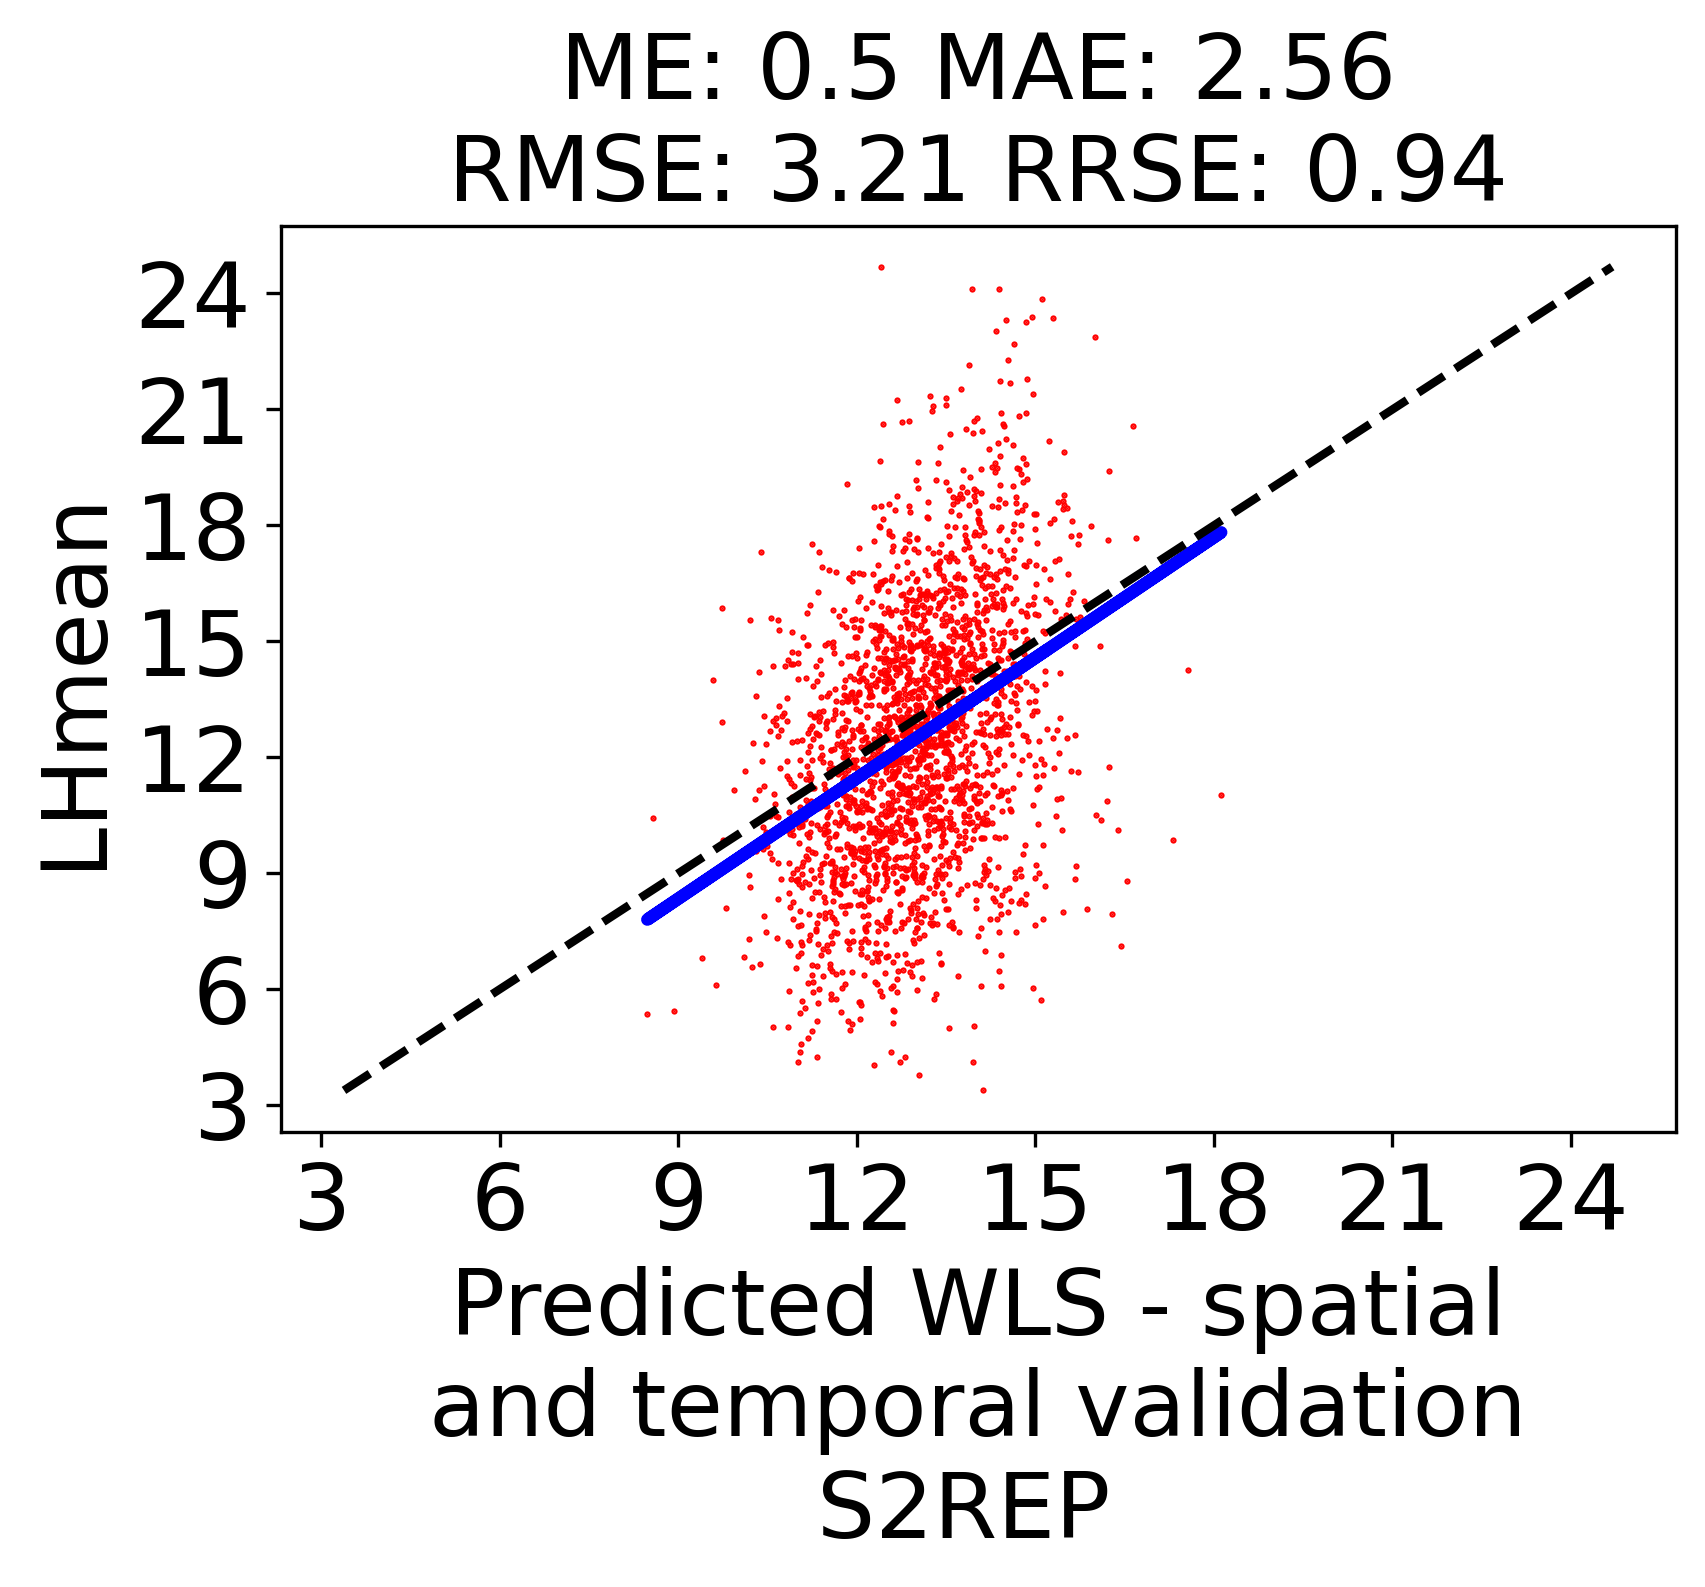 ME: 0.5 MAE: 2.56
RMSE: 3.21 RRSE: 0.94
24
21
18
15
12
9
6
3
LHmean
3 6 9 12 15 18 21 24
Predicted WLS - spatial
and temporal validation
S2REP